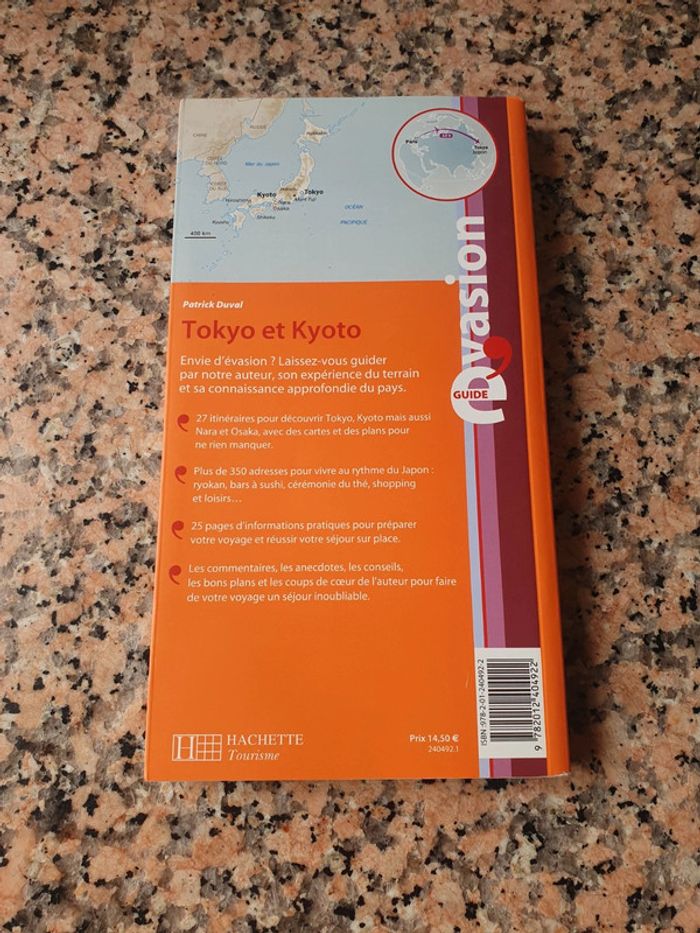 RUSSIE
CHINE
Hokkaido
CORÉE
DU NORD
Mer du Japon
CORÉE
DU SUD
Kyoto
Tokyo
Hiroshima
Nara
Mont Fuji
Osaka
Shikoku
Kyushu
OCÉAN
PACIFIQUE
400 km
Paris
Tokyo
Japon
Patrick Duval
Tokyo et Kyoto
Envie d'évasion ? Laissez-vous guider
par notre auteur, son expérience du terrain
et sa connaissance approfondie du pays.
27 itinéraires pour découvrir Tokyo, Kyoto mais aussi
Nara et Osaka, avec des cartes et des plans pour
ne rien manquer.
Plus de 350 adresses pour vivre au rythme du Japon :
ryokan, bars à sushi, cérémonie du thé, shopping
et loisirs…
25 pages d'informations pratiques pour préparer
votre voyage et réussir votre séjour sur place.
Les commentaires, les anecdotes, les conseils,
les bons plans et les coups de cœur de l'auteur pour faire
de votre voyage un séjour inoubliable.
GUIDE
e'vasion
HACHETTE
Tourisme
Prix 14,50 €
240492.1
ISBN : 978-2-01-240492-2
9 782012 404922